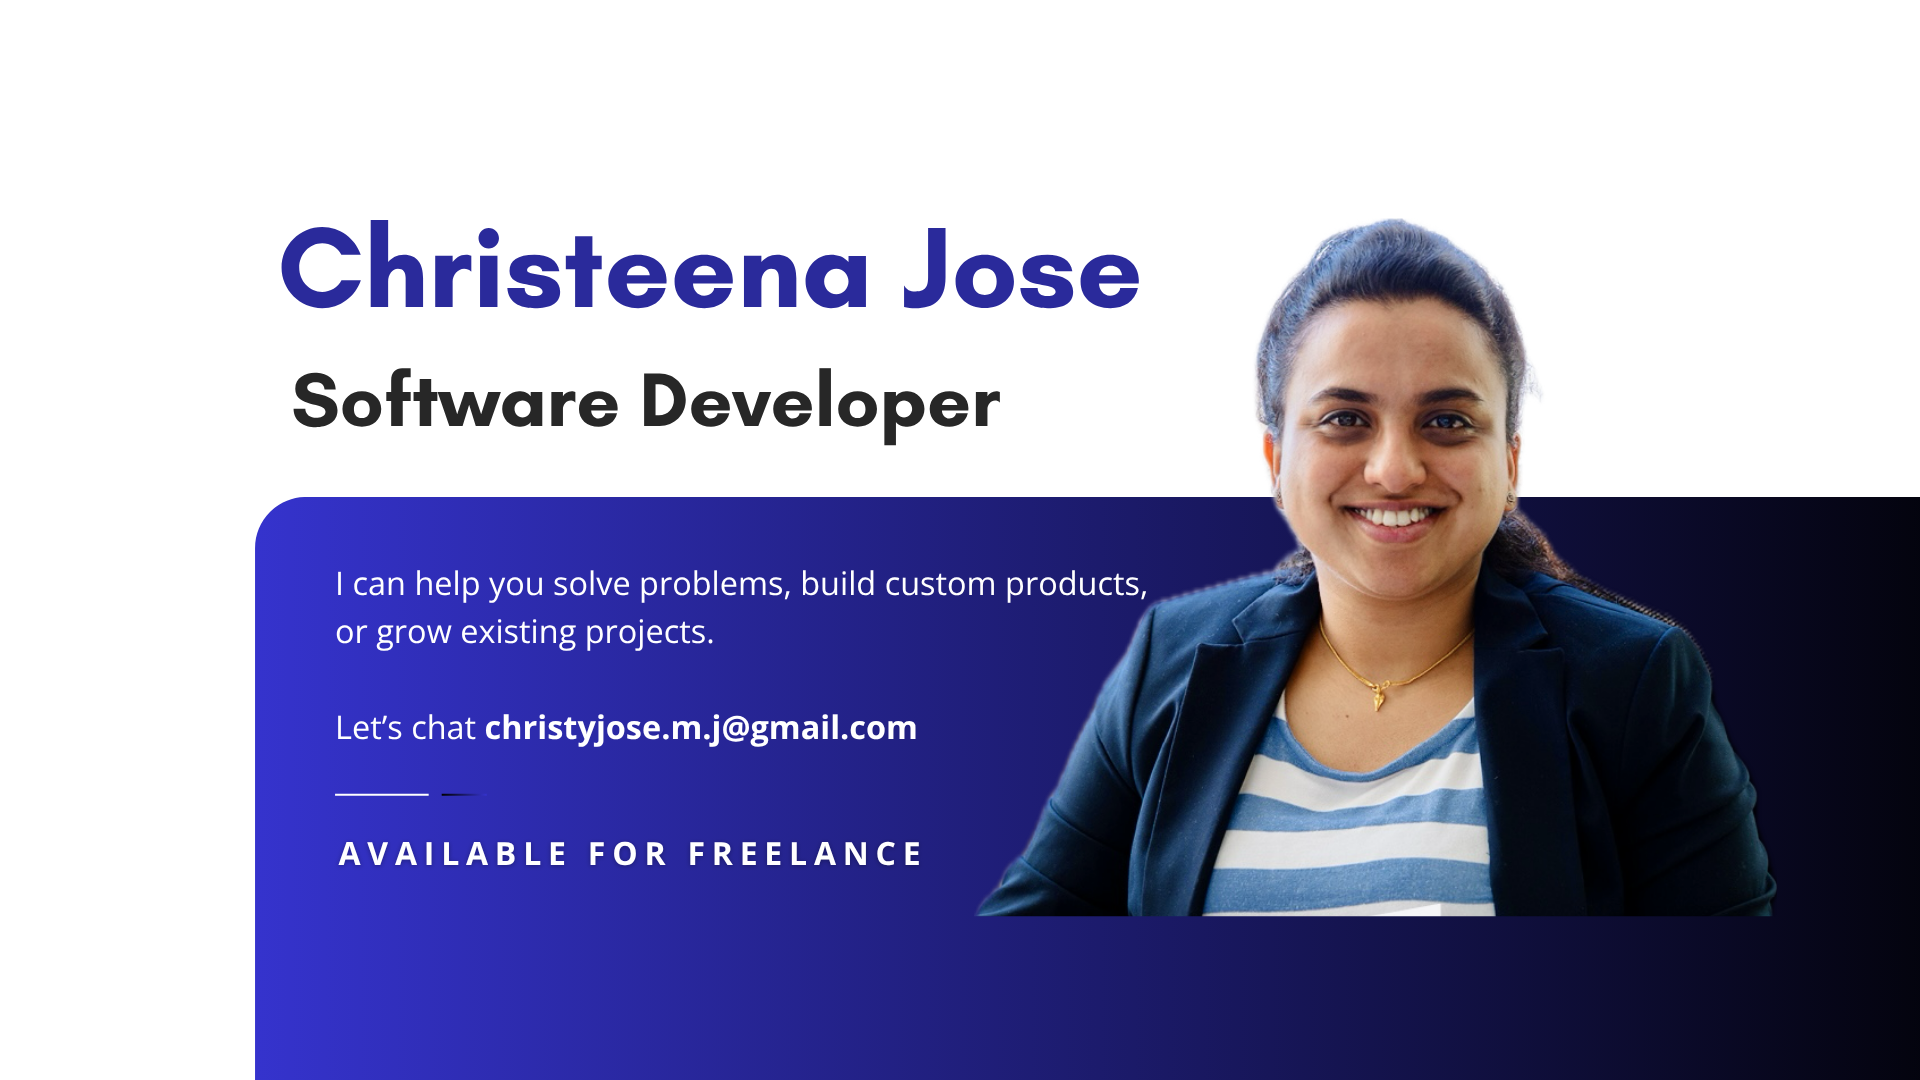 Christeena Jose
Software Developer
I can help you solve problems, build custom products,
or grow existing projects.
Let’s chat christyjose.m.j@gmail.com
AVAILABLE FOR FREELANCE